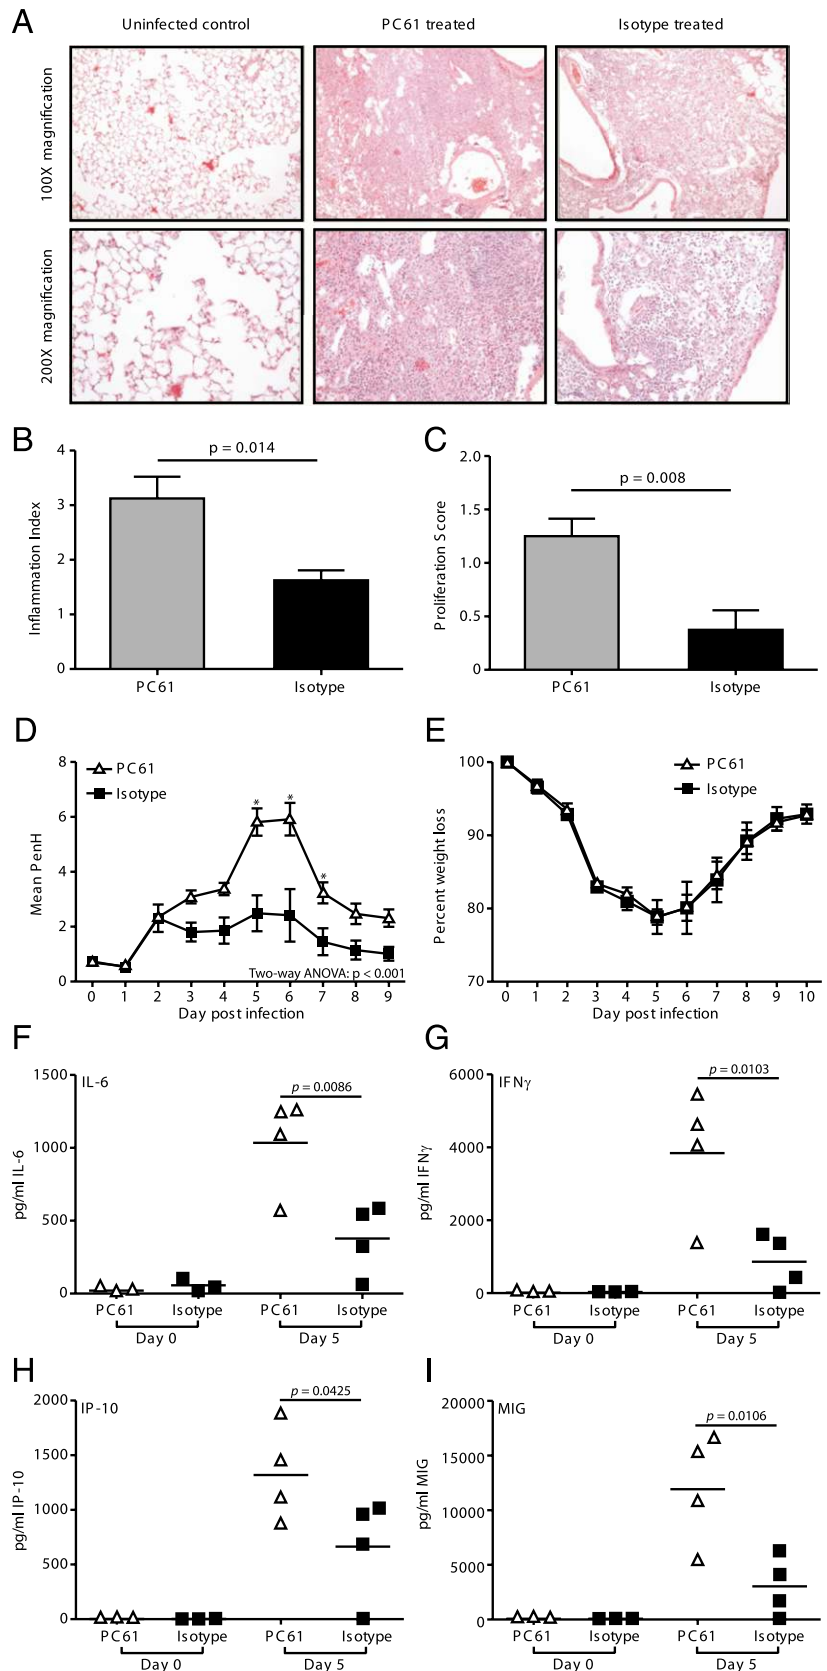 A
Uninfected control
PC61 treated
Isotype treated
100X magnification
200X magnification
B
C
4
3
2
1
0
Inflammation Index
p = 0.014
PC61
Isotype
2.0
1.5
1.0
0.5
0
Proliferation Score
p = 0.008
PC61
Isotype
D
E
8
6
4
2
0
Mean PenH
PC61
Isotype
*
*
*
Two-way ANOVA: p < 0.001
0 1 2 3 4 5 6 7 8 9
Day post infection
100
90
80
70
Percent weight loss
PC61
Isotype
0 1 2 3 4 5 6 7 8 9 10
Day post infection
F
G
1500
1000
500
0
pg/ml IL-6
IL-6
p = 0.0086
PC61 Isotype PC61 Isotype
Day 0 Day 5
6000
4000
2000
0
pg/ml IFNγ
IFNγ
p = 0.0103
PC61 Isotype PC61 Isotype
Day 0 Day 5
H
I
2000
1500
1000
500
0
pg/ml IP-10
IP-10
p = 0.0425
PC61 Isotype PC61 Isotype
Day 0 Day 5
20000
15000
10000
5000
0
pg/ml MIG
MIG
p = 0.0106
PC61 Isotype PC61 Isotype
Day 0 Day 5